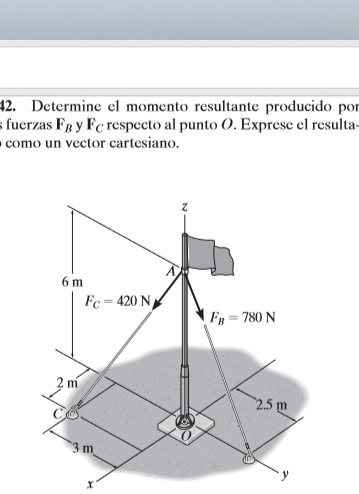 42. Determine el momento resultante producido por
s fuerzas F_B y F_C respecto al punto O. Exprese el resulta-
o como un vector cartesiano.
z
A
6 m
F_C = 420 N
F_B = 780 N
2 m
2.5 m
C
O
3 m
y
x